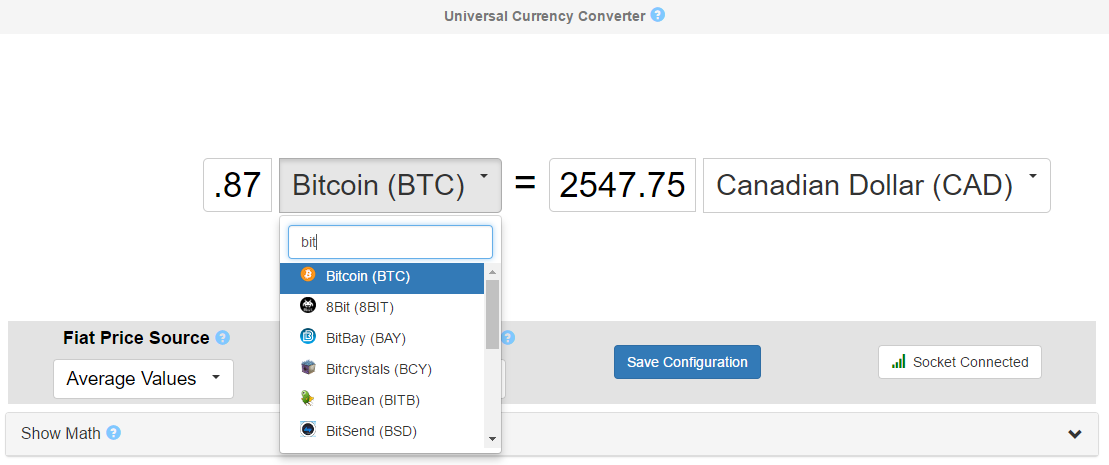 Universal Currency Converter ?
.87 Bitcoin (BTC) = 2547.75 Canadian Dollar (CAD)
bit
Bitcoin (BTC)
8Bit (8BIT)
BitBay (BAY)
Bitcrystals (BCY)
BitBean (BITB)
BitSend (BSD)
Fiat Price Source ? ?
Average Values
Save Configuration
Socket Connected
Show Math ?